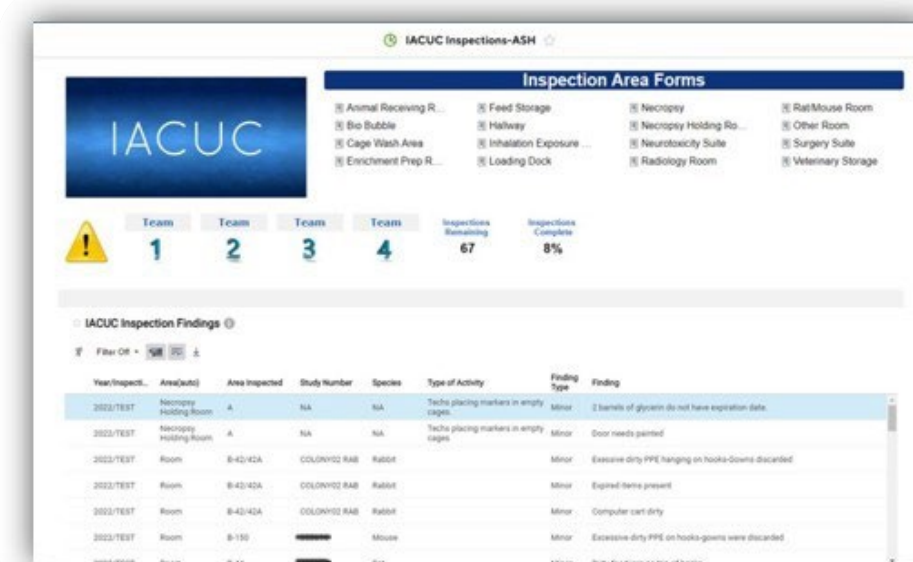 IACUC Inspections-ASH
IACUC
Inspection Area Forms
Animal Receiving R... Feed Storage Necropsy Rat/Mouse Room
Bio Bubble Hallway Necropsy Holding Ro... Other Room
Cage Wash Area Inhalation Exposure ... Neurotoxicity Suite Surgery Suite
Enrichment Prep R... Loading Dock Radiology Room Veterinary Storage
Team Team Team Team Inspections Remaining Inspections Complete
1 2 3 4 67 8%
IACUC Inspection Findings
Filter Off
Year/Inspecti... Area(auto) Area Inspected Study Number Species Type of Activity Finding Type Finding
2022/TEST Necropsy Holding Room A NA NA Techs placing markers in empty cages. Minor 2 barrels of glycerin do not have expiration date.
2022/TEST Necropsy Holding Room A NA NA Techs placing markers in empty cages Minor Door needs painted
2022/TEST Room B-42/42A COLONY02 RAB Rabbit Minor Exessive dirty PPE hanging on hooks-Gowns discarded
2022/TEST Room B-42/42A COLONY02 RAB Rabbit Minor Expired items present
2022/TEST Room B-42/42A COLONY02 RAB Rabbit Minor Computer cart dirty
2022/TEST Room B-150 Mouse Minor Excessive dirty PPE on hooks-gowns were discarded